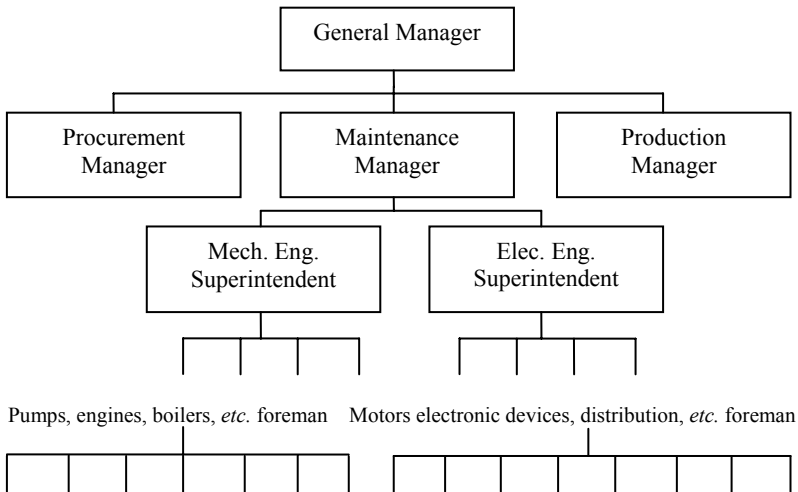 General Manager
Procurement
Manager
Maintenance
Manager
Production
Manager
Mech. Eng.
Superintendent
Elec. Eng.
Superintendent
Pumps, engines, boilers, etc. foreman
Motors electronic devices, distribution, etc. foreman